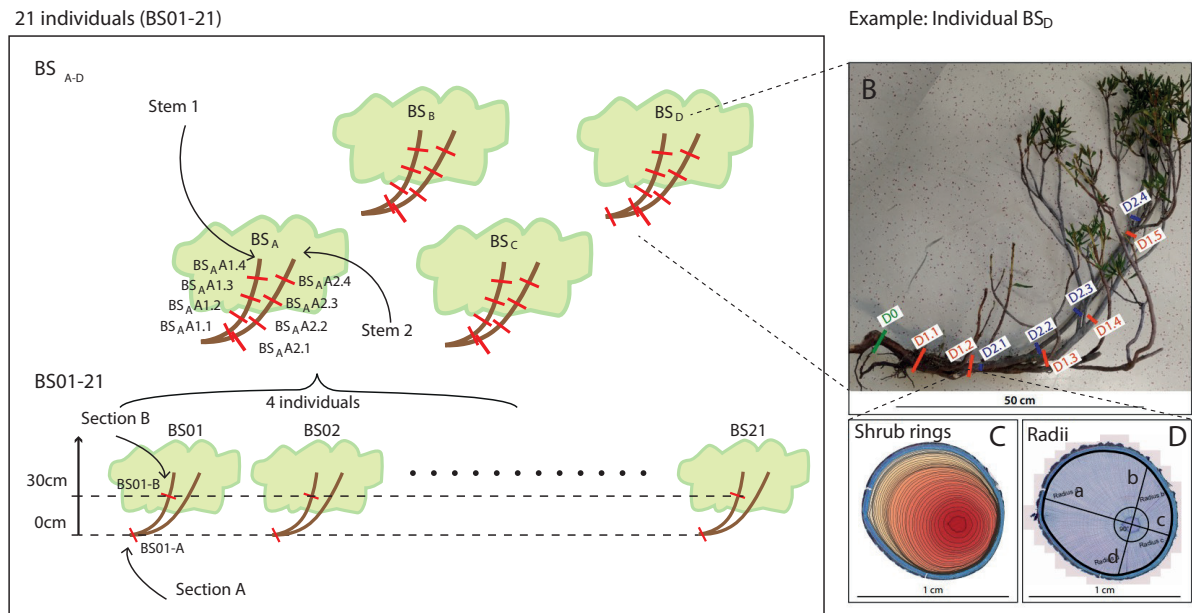 21 individuals (BS01-21)
Example: Individual BSD
BS A-D
Stem 1
BSB
BSD
BSA
BSC
BSAA1.4
BSAA1.3
BSAA1.2
BSAA1.1
BSAA2.4
BSAA2.3
BSAA2.2
BSAA2.1
Stem 2
4 individuals
BS01-21
Section B
BS01
BS02
BS21
30cm
BS01-B
0cm
BS01-A
Section A
B
D0
D1.1
D1.2
D2.1
D2.2
D1.3
D2.3
D1.4
D2.4
D1.5
50 cm
Shrub rings
C
1 cm
Radii
D
a
Radius a
b
Radius b
c
Radius c
d
1 cm